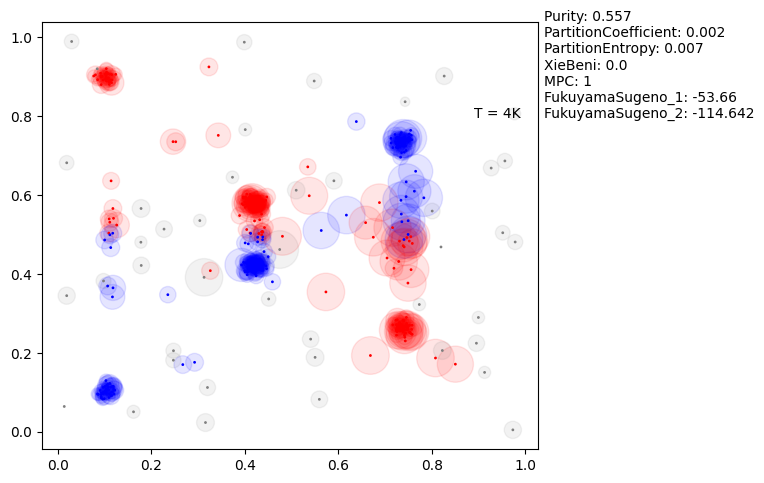 Purity: 0.557
PartitionCoefficient: 0.002
PartitionEntropy: 0.007
XieBeni: 0.0
MPC: 1
FukuyamaSugeno_1: -53.66
FukuyamaSugeno_2: -114.642
T = 4K
1.0
0.8
0.6
0.4
0.2
0.0
0.0 0.2 0.4 0.6 0.8 1.0